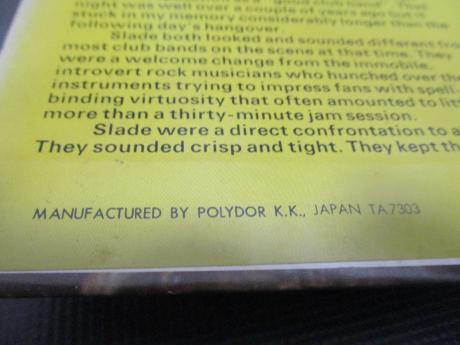 night was well over a couple of years ago but it
stuck in my memory considerably longer than the
following day's hangover.
Slade both looked and sounded different from
most club bands on the scene at that time. They
were a welcome change from the immobile,
introvert rock musicians who hunched over the
instruments trying to impress fans with spell-
binding virtuosity that often amounted to
more than a thirty-minute jam session.
Slade were a direct confrontation to a
They sounded crisp and tight. They kept
MANUFACTURED BY POLYDOR K.K., JAPAN TA7303